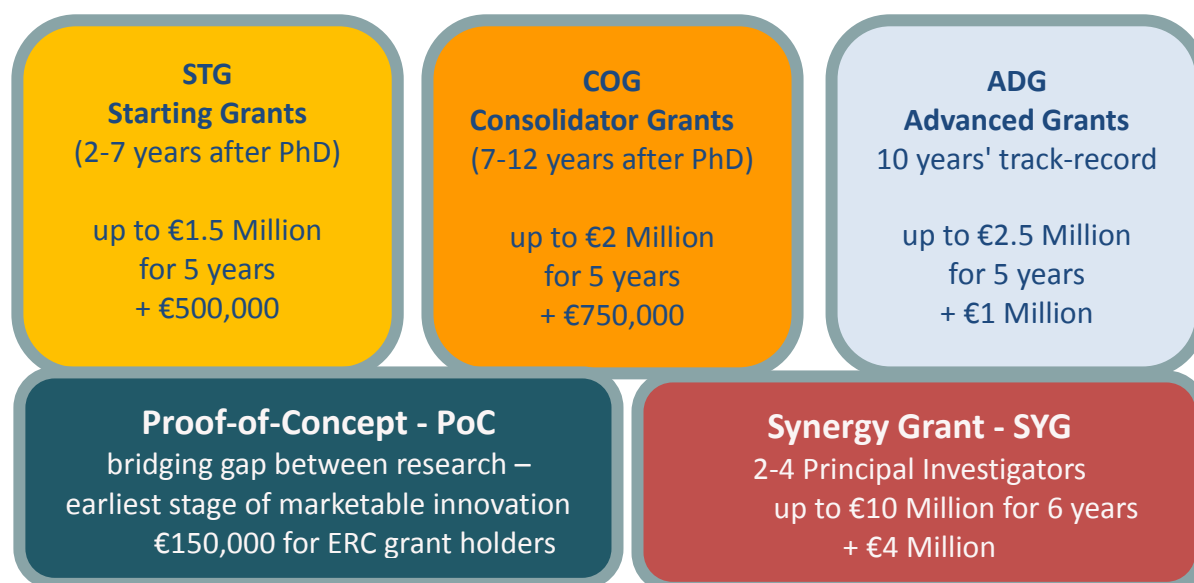 STG
Starting Grants
(2-7 years after PhD)
up to €1.5 Million
for 5 years
+ €500,000
COG
Consolidator Grants
(7-12 years after PhD)
up to €2 Million
for 5 years
+ €750,000
ADG
Advanced Grants
10 years' track-record
up to €2.5 Million
for 5 years
+ €1 Million
Proof-of-Concept - PoC
bridging gap between research –
earliest stage of marketable innovation
€150,000 for ERC grant holders
Synergy Grant - SYG
2-4 Principal Investigators
up to €10 Million for 6 years
+ €4 Million